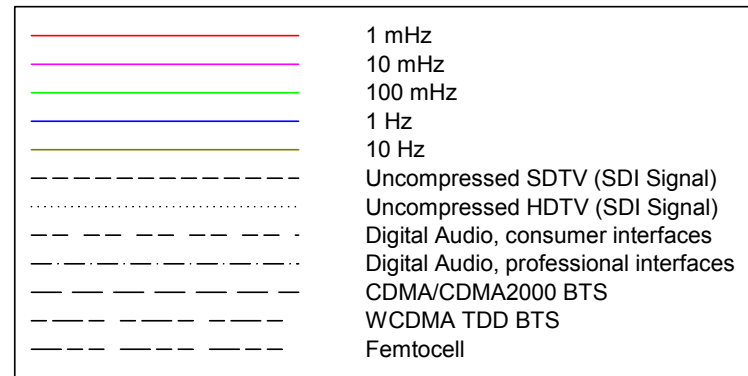 1 mHz
10 mHz
100 mHz
1 Hz
10 Hz
Uncompressed SDTV (SDI Signal)
Uncompressed HDTV (SDI Signal)
Digital Audio, consumer interfaces
Digital Audio, professional interfaces
CDMA/CDMA2000 BTS
WCDMA TDD BTS
Femtocell